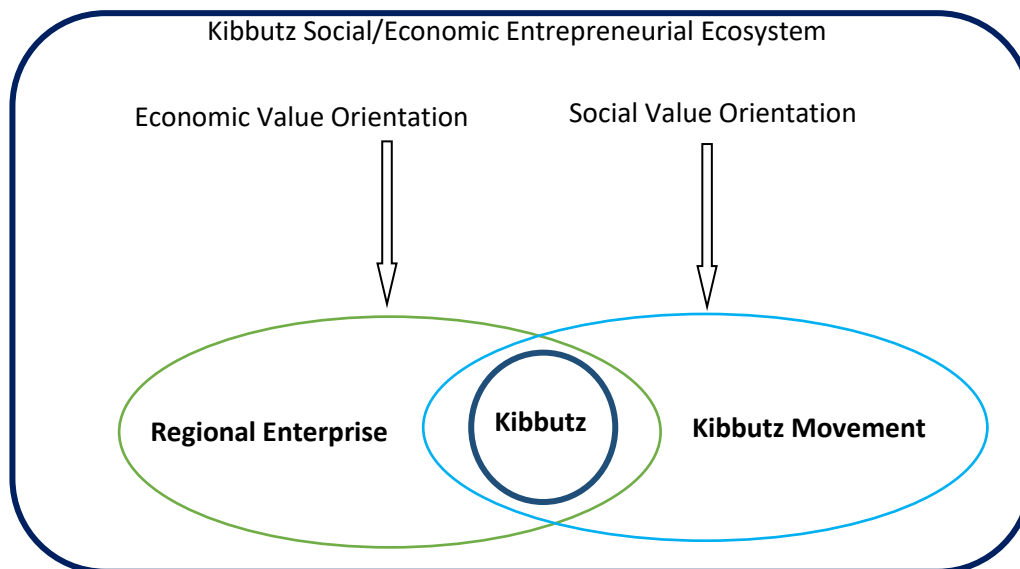 Kibbutz Social/Economic Entrepreneurial Ecosystem
Economic Value Orientation
Social Value Orientation
Regional Enterprise
Kibbutz
Kibbutz Movement